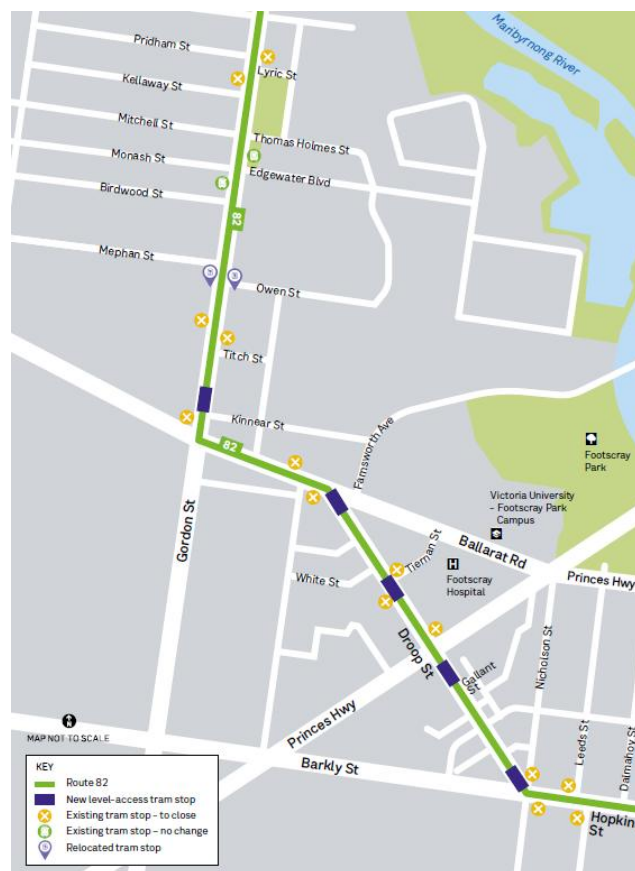 Maribyrnong River
Pridham St
Lyric St
Kellaway St
Mitchell St
Thomas Holmes St
Monash St
Edgewater Blvd
Birdwood St
82
Mephan St
Owen St
Titch St
Kinnear St
82
Farnsworth Ave
Footscray
Park
Gordon St
Victoria University
- Footscray Park
Campus
Ballarat Rd
Tiernan St
White St
H
Footscray
Hospital
Princes Hwy
Droop St
Nicholson St
Gallant
St
Princes Hwy
Leeds St
Dalmahoy St
MAP NOT TO SCALE
Barkly St
Hopkin
St
KEY
Route 82
New level-access tram stop
Existing tram stop - to close
Existing tram stop - no change
Relocated tram stop